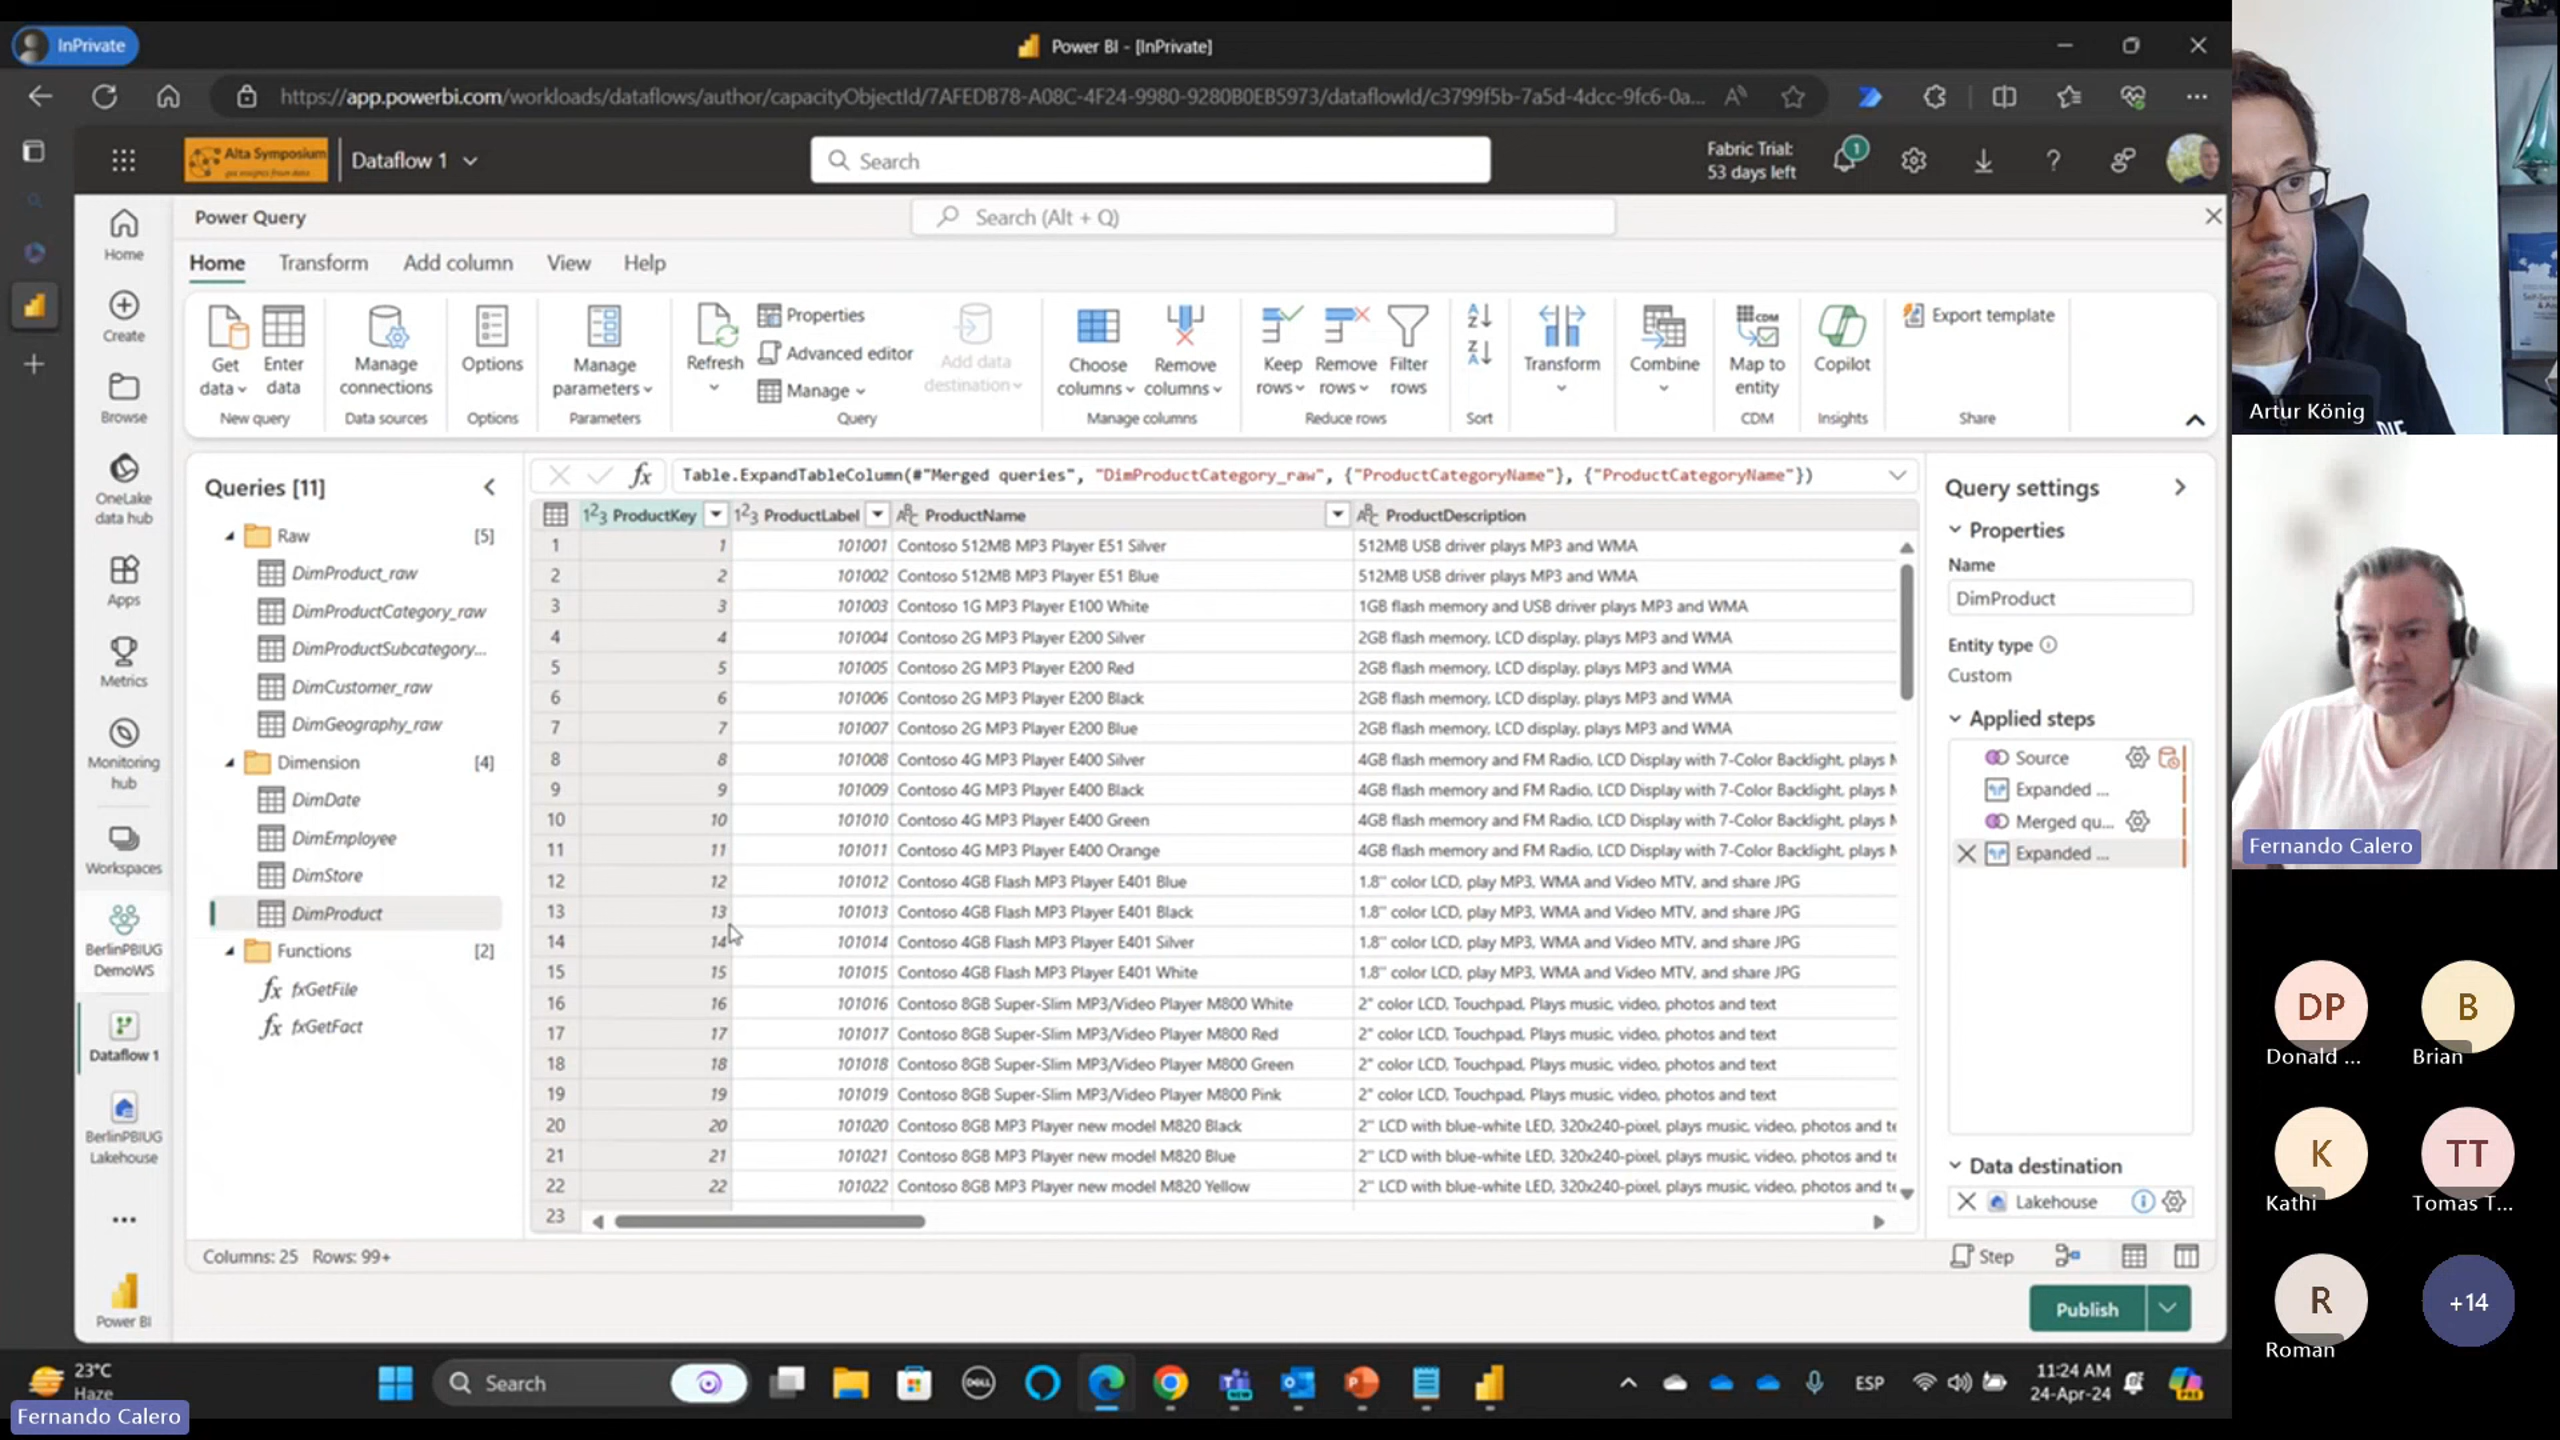 InPrivate
Power BI - [InPrivate]
https://app.powerbi.com/workloads/dataflows/author/capacityObjectId/7AFEDB78-A08C-4F24-9980-9280B0EB5973/dataflowId/c3799f5b-7a5d-4dcc-9fc6-0a...
Alta Symposium
get insights from data
Dataflow 1
Search
Fabric Trial:
53 days left
1
Power Query
Search (Alt + Q)
Home
Transform
Add column
View
Help
Get data
Enter data
New query
Manage connections
Data sources
Options
Options
Manage parameters
Parameters
Refresh
Properties
Advanced editor
Manage
Query
Add data destination
Choose columns
Remove columns
Manage columns
Keep rows
Remove rows
Filter rows
Reduce rows
Sort
Transform
Combine
CDM
Map to entity
CDM
Copilot
Insights
Export template
Share
Home
Create
Browse
OneLake data hub
Apps
Metrics
Monitoring hub
Workspaces
BerlinPBIUG DemoWS
Dataflow 1
BerlinPBIUG Lakehouse
Power BI
Queries [11]
Raw [5]
DimProduct_raw
DimProductCategory_raw
DimProductSubcategory...
DimCustomer_raw
DimGeography_raw
Dimension [4]
DimDate
DimEmployee
DimStore
DimProduct
Functions [2]
fx fxGetFile
fx fxGetFact
fx Table.ExpandTableColumn(#"Merged queries", "DimProductCategory_raw", {"ProductCategoryName"}, {"ProductCategoryName"})
ProductKey ProductLabel ProductName ProductDescription
1 1 101001 Contoso 512MB MP3 Player E51 Silver 512MB USB driver plays MP3 and WMA
2 2 101002 Contoso 512MB MP3 Player E51 Blue 512MB USB driver plays MP3 and WMA
3 3 101003 Contoso 1G MP3 Player E100 White 1GB flash memory and USB driver plays MP3 and WMA
4 4 101004 Contoso 2G MP3 Player E200 Silver 2GB flash memory, LCD display, plays MP3 and WMA
5 5 101005 Contoso 2G MP3 Player E200 Red 2GB flash memory, LCD display, plays MP3 and WMA
6 6 101006 Contoso 2G MP3 Player E200 Black 2GB flash memory, LCD display, plays MP3 and WMA
7 7 101007 Contoso 2G MP3 Player E200 Blue 2GB flash memory, LCD display, plays MP3 and WMA
8 8 101008 Contoso 4G MP3 Player E400 Silver 4GB flash memory and FM Radio, LCD Display with 7-Color Backlight, plays
9 9 101009 Contoso 4G MP3 Player E400 Black 4GB flash memory and FM Radio, LCD Display with 7-Color Backlight, plays
10 10 101010 Contoso 4G MP3 Player E400 Green 4GB flash memory and FM Radio, LCD Display with 7-Color Backlight, plays
11 11 101011 Contoso 4G MP3 Player E400 Orange 4GB flash memory and FM Radio, LCD Display with 7-Color Backlight, plays
12 12 101012 Contoso 4GB Flash MP3 Player E401 Blue 1.8" color LCD, play MP3, WMA and Video MTV, and share JPG
13 13 101013 Contoso 4GB Flash MP3 Player E401 Black 1.8" color LCD, play MP3, WMA and Video MTV, and share JPG
14 14 101014 Contoso 4GB Flash MP3 Player E401 Silver 1.8" color LCD, play MP3, WMA and Video MTV, and share JPG
15 15 101015 Contoso 4GB Flash MP3 Player E401 White 1.8" color LCD, play MP3, WMA and Video MTV, and share JPG
16 16 101016 Contoso 8GB Super-Slim MP3/Video Player M800 White 2" color LCD, Touchpad, Plays music, video, photos and text
17 17 101017 Contoso 8GB Super-Slim MP3/Video Player M800 Red 2" color LCD, Touchpad, Plays music, video, photos and text
18 18 101018 Contoso 8GB Super-Slim MP3/Video Player M800 Green 2" color LCD, Touchpad, Plays music, video, photos and text
19 19 101019 Contoso 8GB Super-Slim MP3/Video Player M800 Pink 2" color LCD, Touchpad, Plays music, video, photos and text
20 20 101020 Contoso 8GB MP3 Player new model M820 Black 2" LCD with blue-white LED, 320x240-pixel, plays music, video, photos and te
21 21 101021 Contoso 8GB MP3 Player new model M820 Blue 2" LCD with blue-white LED, 320x240-pixel, plays music, video, photos and te
22 22 101022 Contoso 8GB MP3 Player new model M820 Yellow 2" LCD with blue-white LED, 320x240-pixel, plays music, video, photos and te
23
Columns: 25 Rows: 99+
Query settings
Properties
Name
DimProduct
Entity type
Custom
Applied steps
Source
Expanded ...
Merged qu...
Expanded ...
Data destination
Lakehouse
Step
Publish
23°C
Haze
Search
DELL
ESP
11:24 AM
24-Apr-24
Fernando Calero
Artur König
Fernando Calero
DP
Donald ...
B
Brian
K
Kathi
TT
Tomas T...
R
Roman
+14